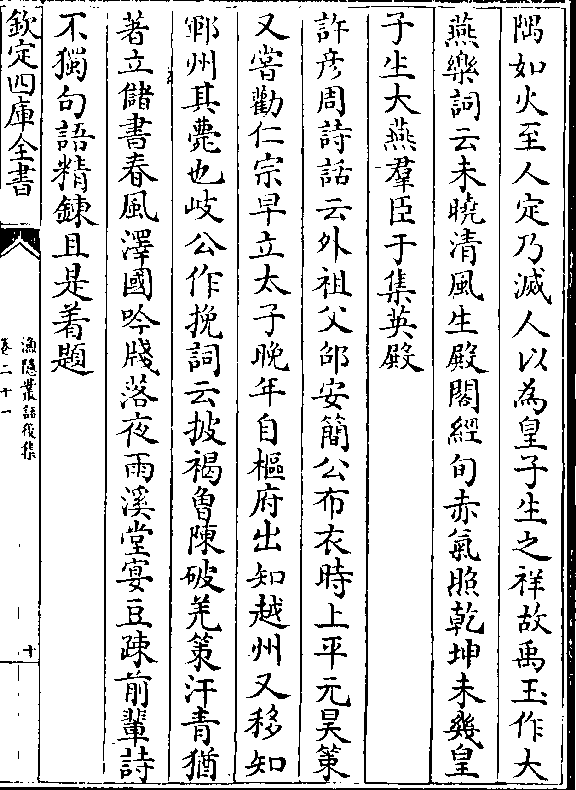 隅如火至人定乃滅人以為皇子生之祥故禹玉作大
燕樂詞云未曉清風生殿閣經旬赤氣照乾坤未幾皇
子生大燕羣臣于集英殿
許彦周詩話云外祖父邵安簡公布衣時上平元昊策
又嘗勸仁宗早立太子晚年自樞府出知越州又移知
鄆州其薨也岐公作挽詞云披褐曾陳破羌策汗青猶
著立儲書春風澤國吟牋落夜雨溪堂宴豆疎前輩詩
不獨句語精鍊且是着題
欽定四庫全書
漁隱叢話後集
卷二十一
十